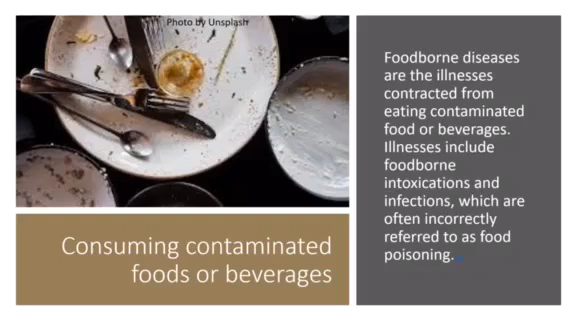 Photo by Unsplash
Consuming contaminated
foods or beverages
Foodborne diseases
are the illnesses
contracted from
eating contaminated
food or beverages.
Illnesses include
foodborne
intoxications and
infections, which are
often incorrectly
referred to as food
poisoning.